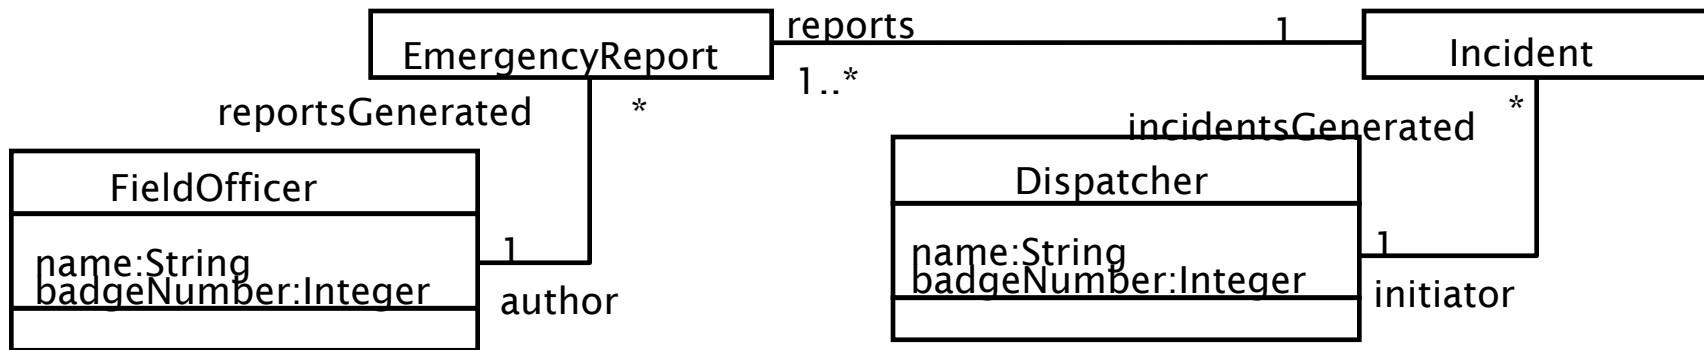 reports
1
EmergencyReport
Incident
1..*
reportsGenerated
*
*
incidentsGenerated
FieldOfficer
Dispatcher
name:String
badgeNumber:Integer
1
author
name:String
badgeNumber:Integer
1
initiator